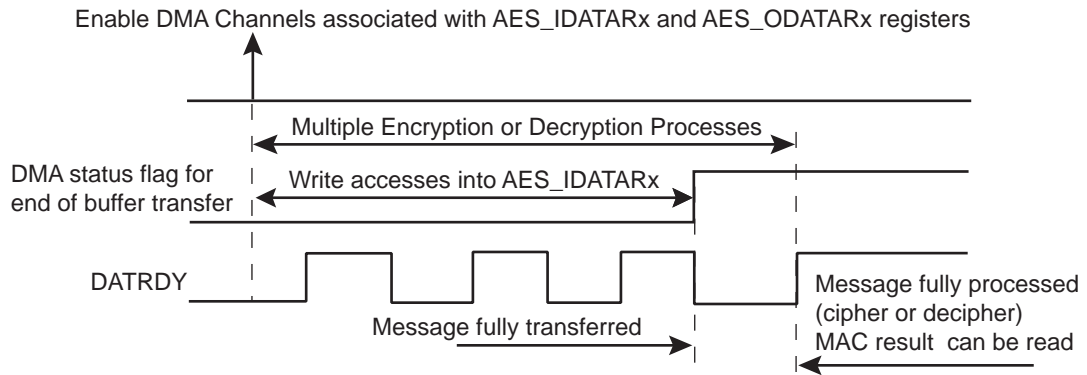 Enable DMA Channels associated with AES_IDATARx and AES_ODATARx registers
Multiple Encryption or Decryption Processes
DMA status flag for
end of buffer transfer
Write accesses into AES_IDATARx
DATRDY
Message fully transferred
Message fully processed
(cipher or decipher)
MAC result can be read